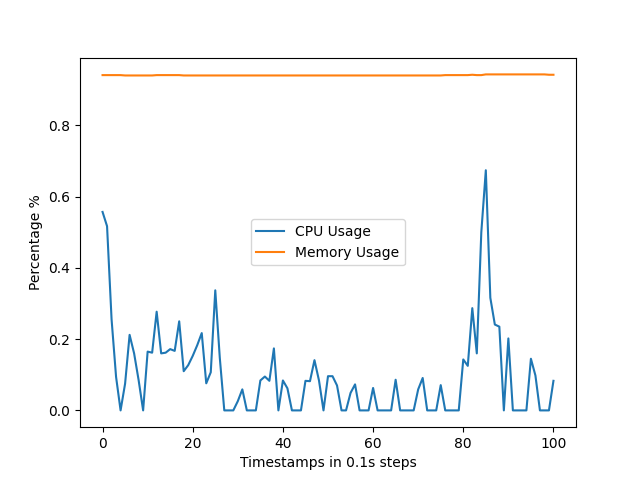 Percentage %
0.8
0.6
0.4
0.2
0.0
CPU Usage
Memory Usage
0 20 40 60 80 100
Timestamps in 0.1s steps